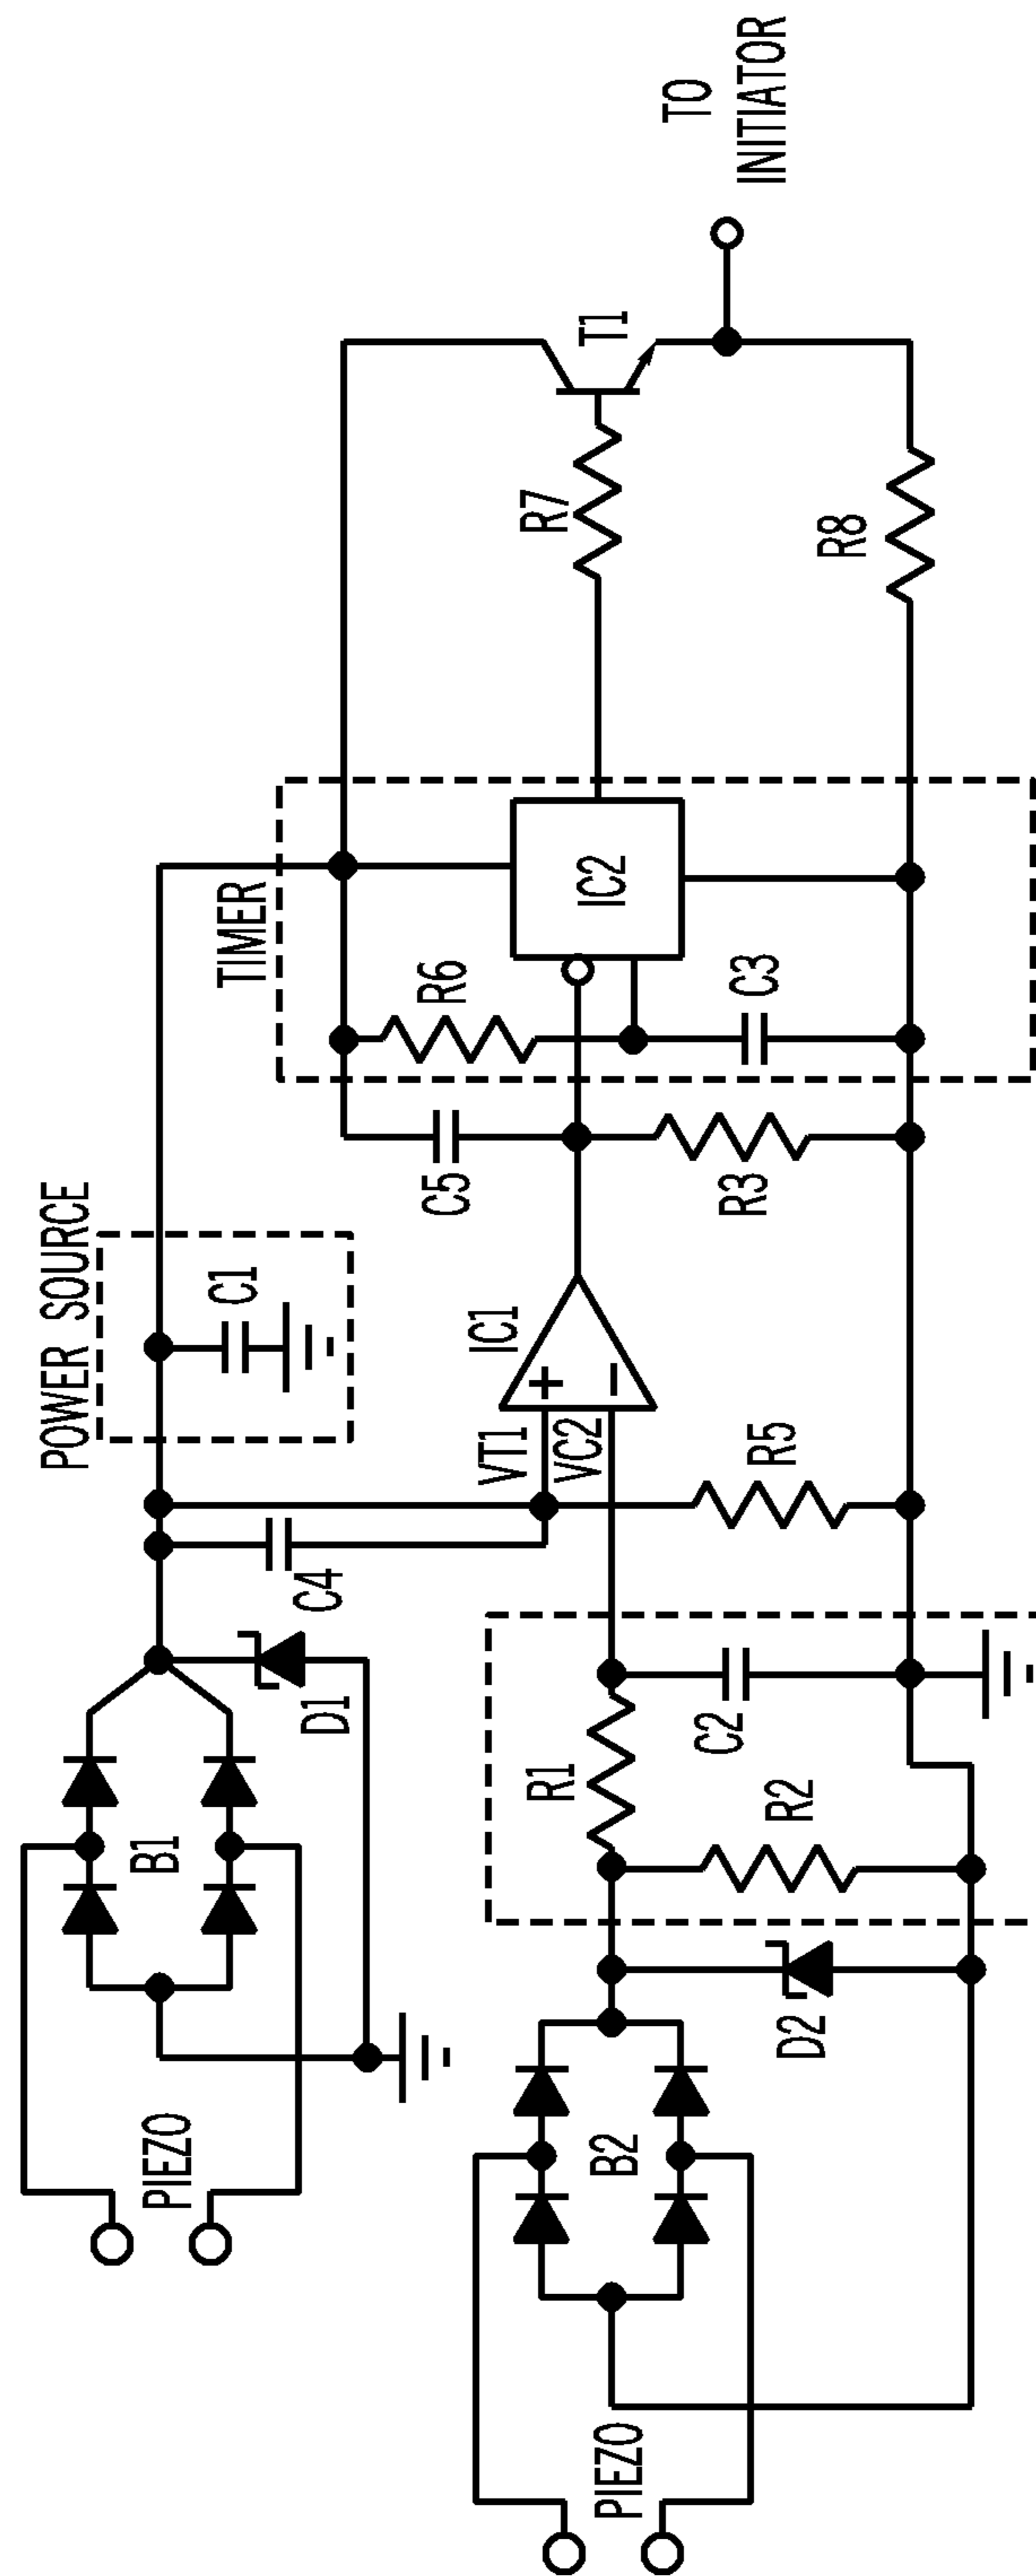 POWER SOURCE
TIMER
TO
INITIATOR
PIEZO
B1
D1
C4
C1
C5
R6
IC2
C3
R7
T1
R8
VT1
VC2
IC1
R3
R5
PIEZO
B2
D2
R1
R2
C2